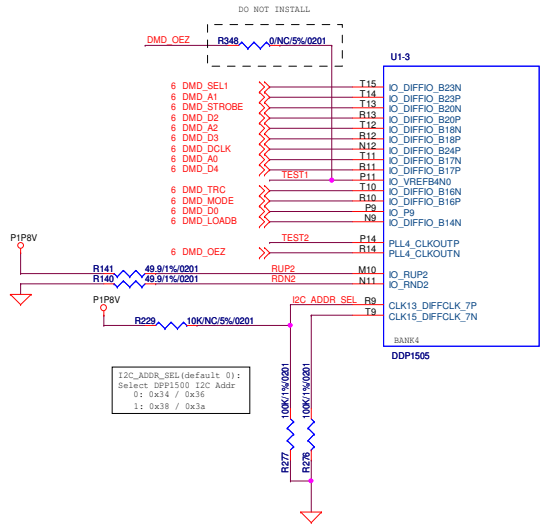 DO NOT INSTALL
DMD_OEZ R348 0/NC/5%/0201
U1-3
6 DMD_SEL1 T15 IO_DIFFIO_B23N
6 DMD_A1 T14 IO_DIFFIO_B23P
6 DMD_STROBE T13 IO_DIFFIO_B20N
6 DMD_D2 R13 IO_DIFFIO_B20P
6 DMD_A2 T12 IO_DIFFIO_B18N
6 DMD_D3 R12 IO_DIFFIO_B18P
6 DMD_DCLK N12 IO_DIFFIO_B24P
6 DMD_A0 T11 IO_DIFFIO_B17N
6 DMD_D4 R11 IO_DIFFIO_B17P
TEST1 P11 IO_VREFB4N0
6 DMD_TRC T10 IO_DIFFIO_B16N
6 DMD_MODE R10 IO_DIFFIO_B16P
6 DMD_D0 P9 IO_P9
6 DMD_LOADB N9 IO_DIFFIO_B14N
P1P8V
TEST2 P14 PLL4_CLKOUTP
6 DMD_OEZ R14 PLL4_CLKOUTN
R141 49.9/1%/0201 RUP2 M10 IO_RUP2
R140 49.9/1%/0201 RDN2 N11 IO_RND2
P1P8V
I2C_ADDR_SEL R9 CLK13_DIFFCLK_7P
T9 CLK15_DIFFCLK_7N
R229 10K/NC/5%/0201
BANK4
DDP1505
I2C_ADDR_SEL(default 0):
Select DPP1500 I2C Addr
0: 0x34 / 0x36
1: 0x38 / 0x3a
100K/1%/0201
100K/1%/0201
R277
R276